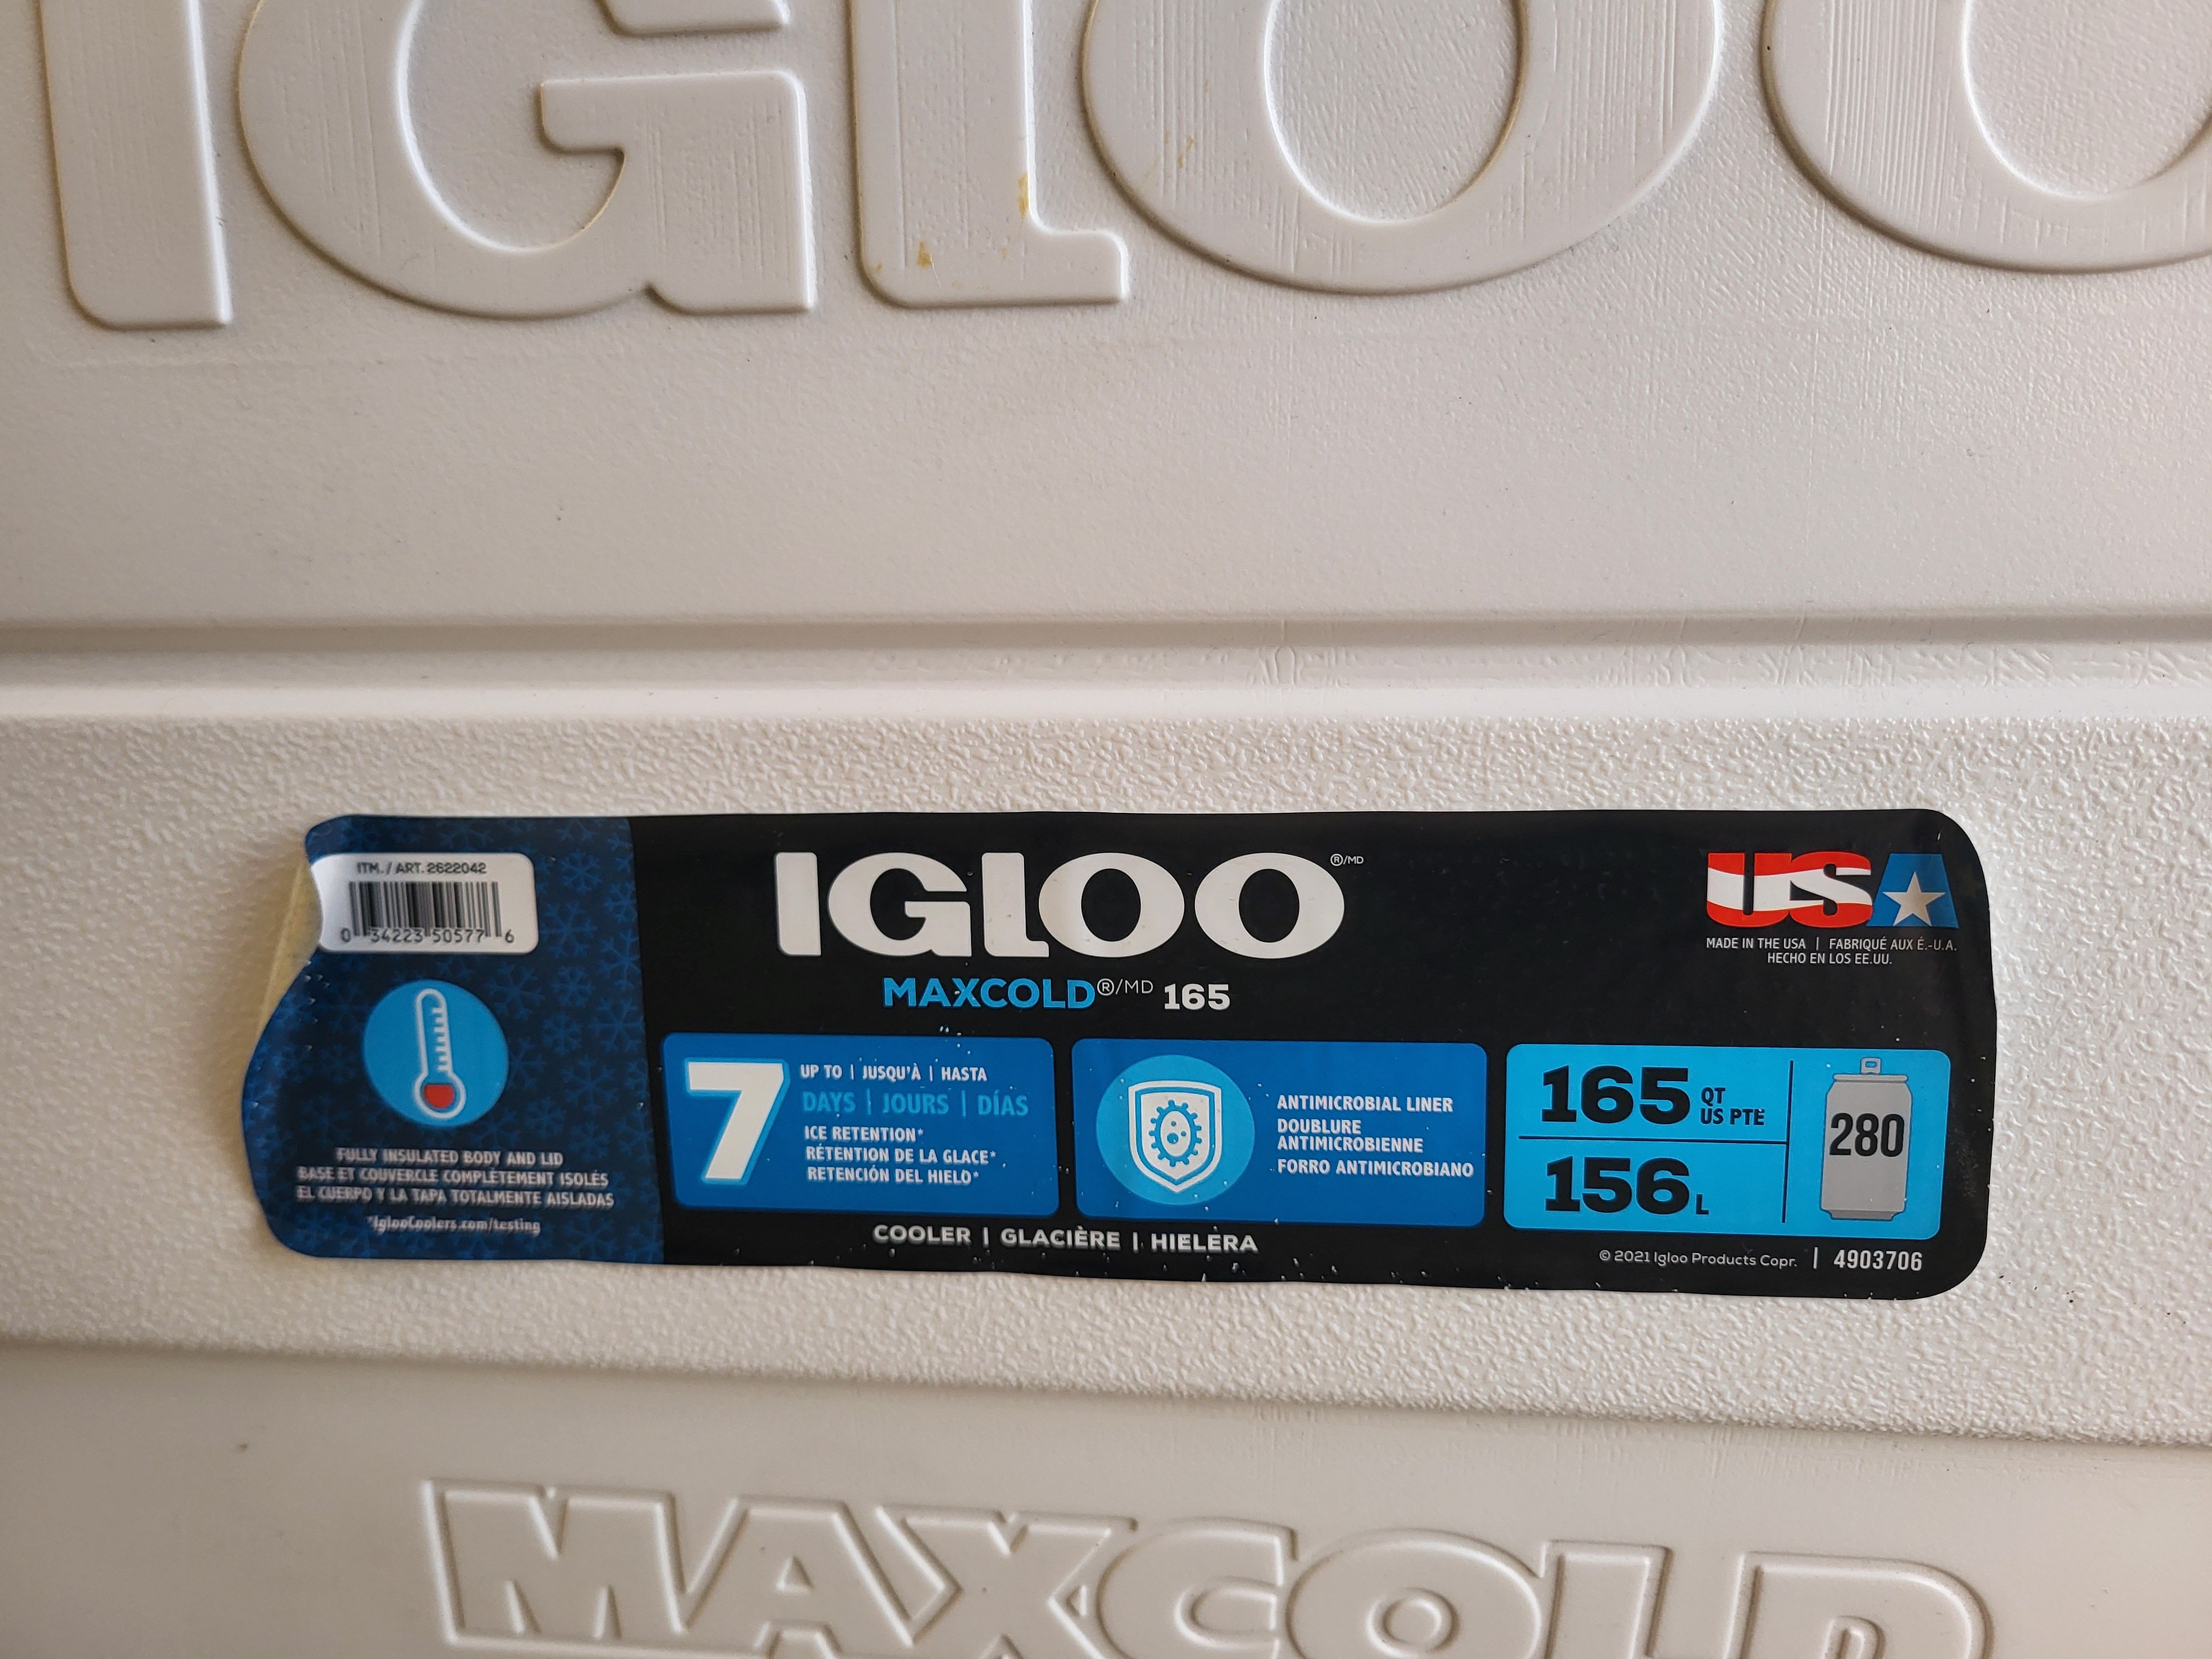 IGLOO
ITM. / ART. 2622042
0 34223 50577 6
FULLY INSULATED BODY AND LID
BASE ET COUVERCLE COMPLÈTEMENT ISOLÉS
EL CUERPO Y LA TAPA TOTALMENTE AISLADAS
*IglooCoolers.com/testing
IGLOO®/MD
MAXCOLD®/MD 165
USA
MADE IN THE USA | FABRIQUÉ AUX É.-U.A.
HECHO EN LOS EE.UU.
7
UP TO | JUSQU'À | HASTA
DAYS | JOURS | DÍAS
ICE RETENTION*
RÉTENTION DE LA GLACE*
RETENCIÓN DEL HIELO*
ANTIMICROBIAL LINER
DOUBLURE
ANTIMICROBIENNE
FORRO ANTIMICROBIANO
165 QT
US PTE
156 L
280
COOLER | GLACIÈRE | HIELERA
© 2021 Igloo Products Copr. | 4903706
MAXCOLD